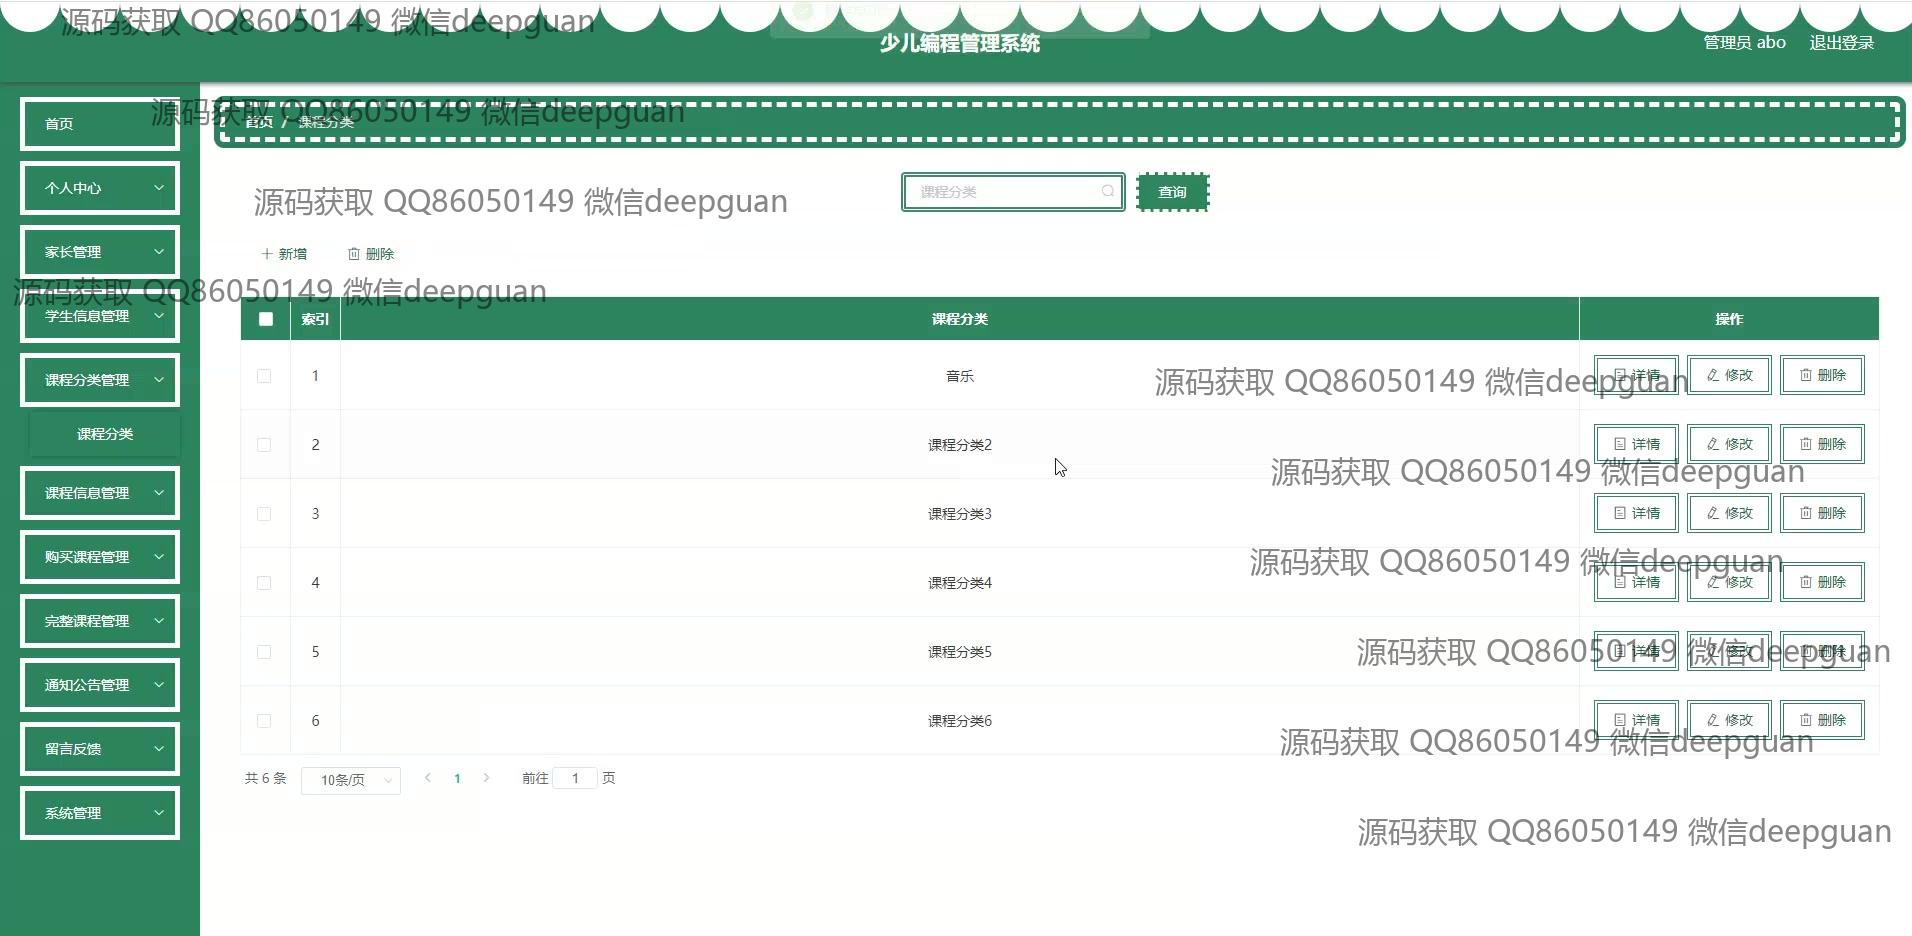 源码获取 QQ86050149 微信deepguan
少儿编程管理系统
管理员 abo 退出登录
源码获取 QQ86050149 微信deepguan
首页
首页 / 课程分类
源码获取 QQ86050149 微信deepguan
课程分类
查询
个人中心
家长管理
新增 删除
源码获取 QQ86050149 微信deepguan
学生信息管理
索引 课程分类 操作
课程分类管理
1 音乐 详情 修改 删除
源码获取 QQ86050149 微信deepguan
课程分类
2 课程分类2 详情 修改 删除
源码获取 QQ86050149 微信deepguan
课程信息管理
3 课程分类3 详情 修改 删除
购买课程管理
源码获取 QQ86050149 微信deepguan
4 课程分类4 详情 修改 删除
完整课程管理
5 课程分类5 详情 修改 删除
源码获取 QQ86050149 微信deepguan
通知公告管理
6 课程分类6 详情 修改 删除
源码获取 QQ86050149 微信deepguan
留言反馈
共 6 条 10条/页 1 前往 1 页
系统管理
源码获取 QQ86050149 微信deepguan